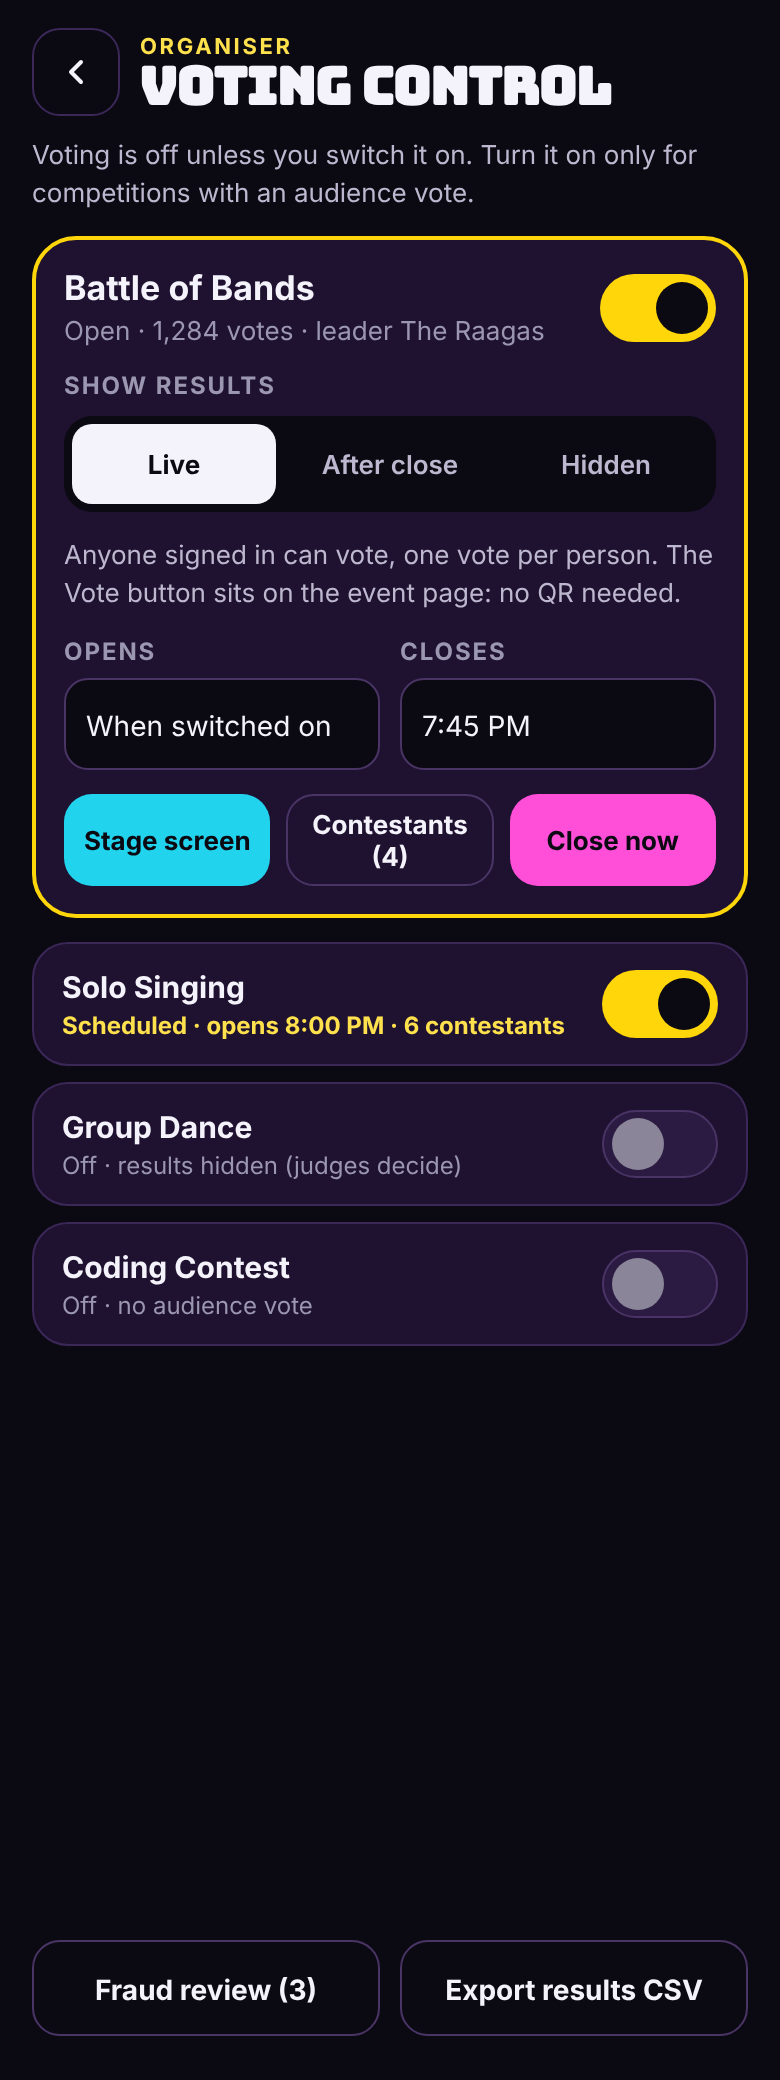 ORGANISER
VOTING CONTROL
Voting is off unless you switch it on. Turn it on only for
competitions with an audience vote.
Battle of Bands
Open · 1,284 votes · leader The Raagas
SHOW RESULTS
Live After close Hidden
Anyone signed in can vote, one vote per person. The
Vote button sits on the event page: no QR needed.
OPENS CLOSES
When switched on 7:45 PM
Stage screen Contestants (4) Close now
Solo Singing
Scheduled · opens 8:00 PM · 6 contestants
Group Dance
Off · results hidden (judges decide)
Coding Contest
Off · no audience vote
Fraud review (3) Export results CSV